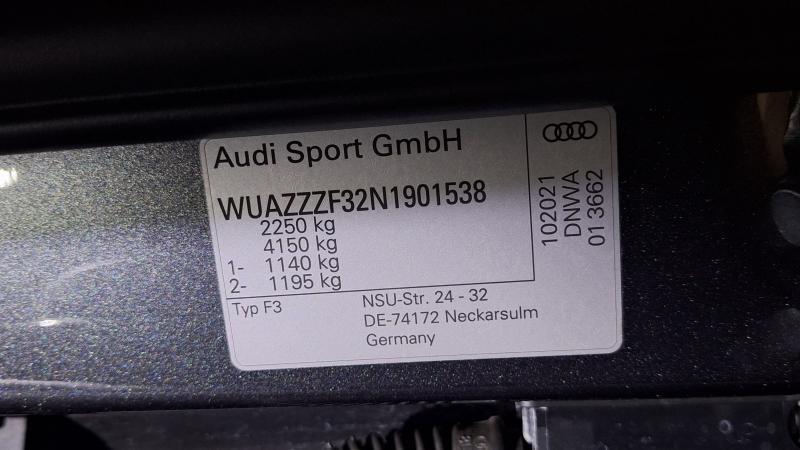 Audi Sport GmbH
WUAZZZF32N1901538
2250 kg
4150 kg
1- 1140 kg
2- 1195 kg
Typ F3
NSU-Str. 24 - 32
DE-74172 Neckarsulm
Germany
102021
DNWA
01 3662